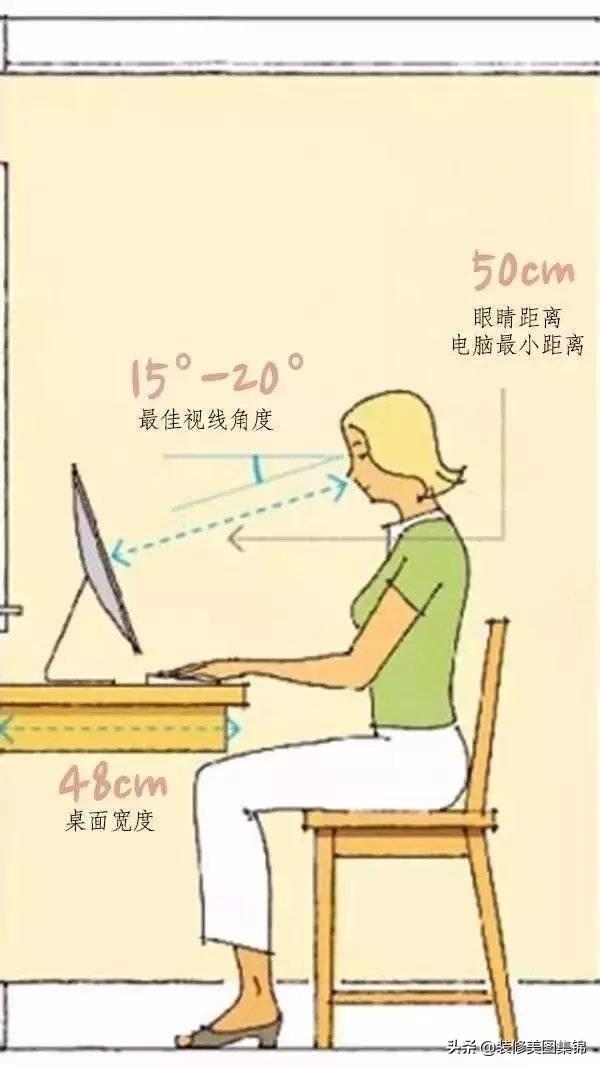 50cm
眼睛距离
电脑最小距离
15°-20°
最佳视线角度
48cm
桌面宽度
头条 @装修美图集锦